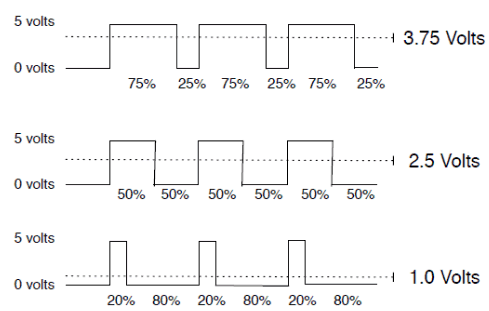 5 volts
3.75 Volts
0 volts
75% 25% 75% 25% 75% 25%
5 volts
2.5 Volts
0 volts
50% 50% 50% 50% 50% 50%
5 volts
1.0 Volts
0 volts
20% 80% 20% 80% 20% 80%